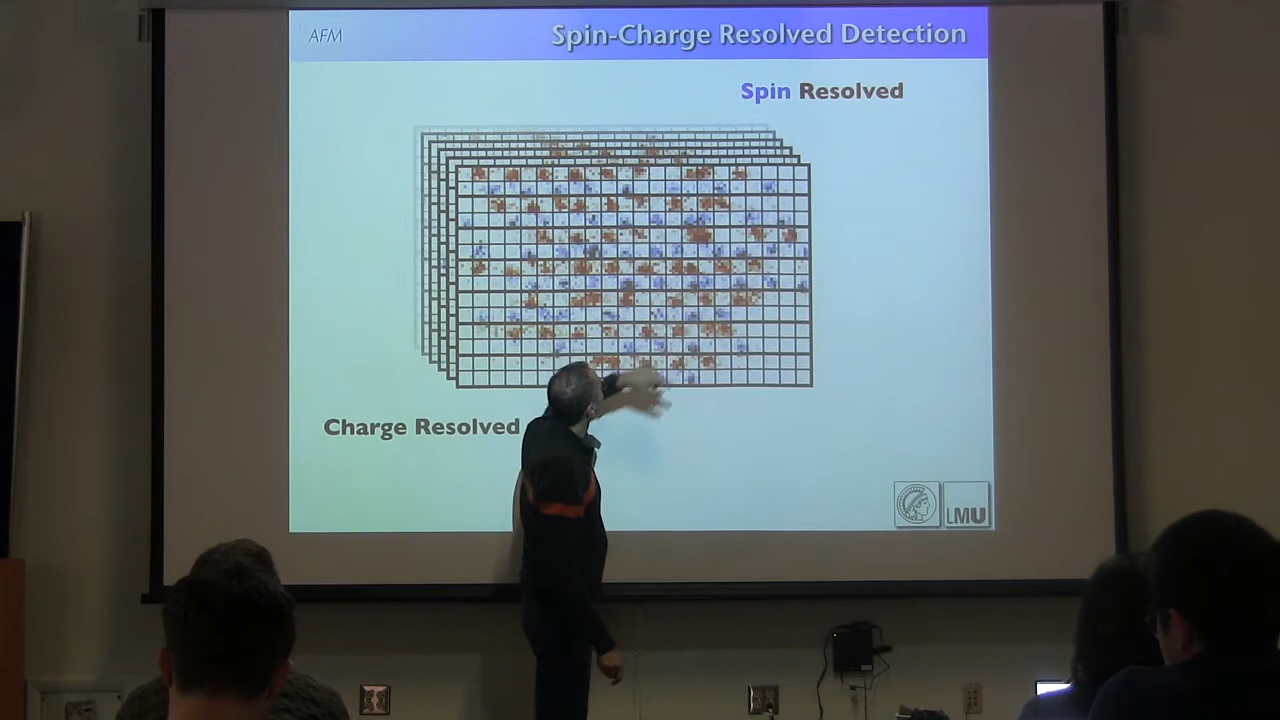 AFM
Spin-Charge Resolved Detection
Spin Resolved
Charge Resolved
LMU